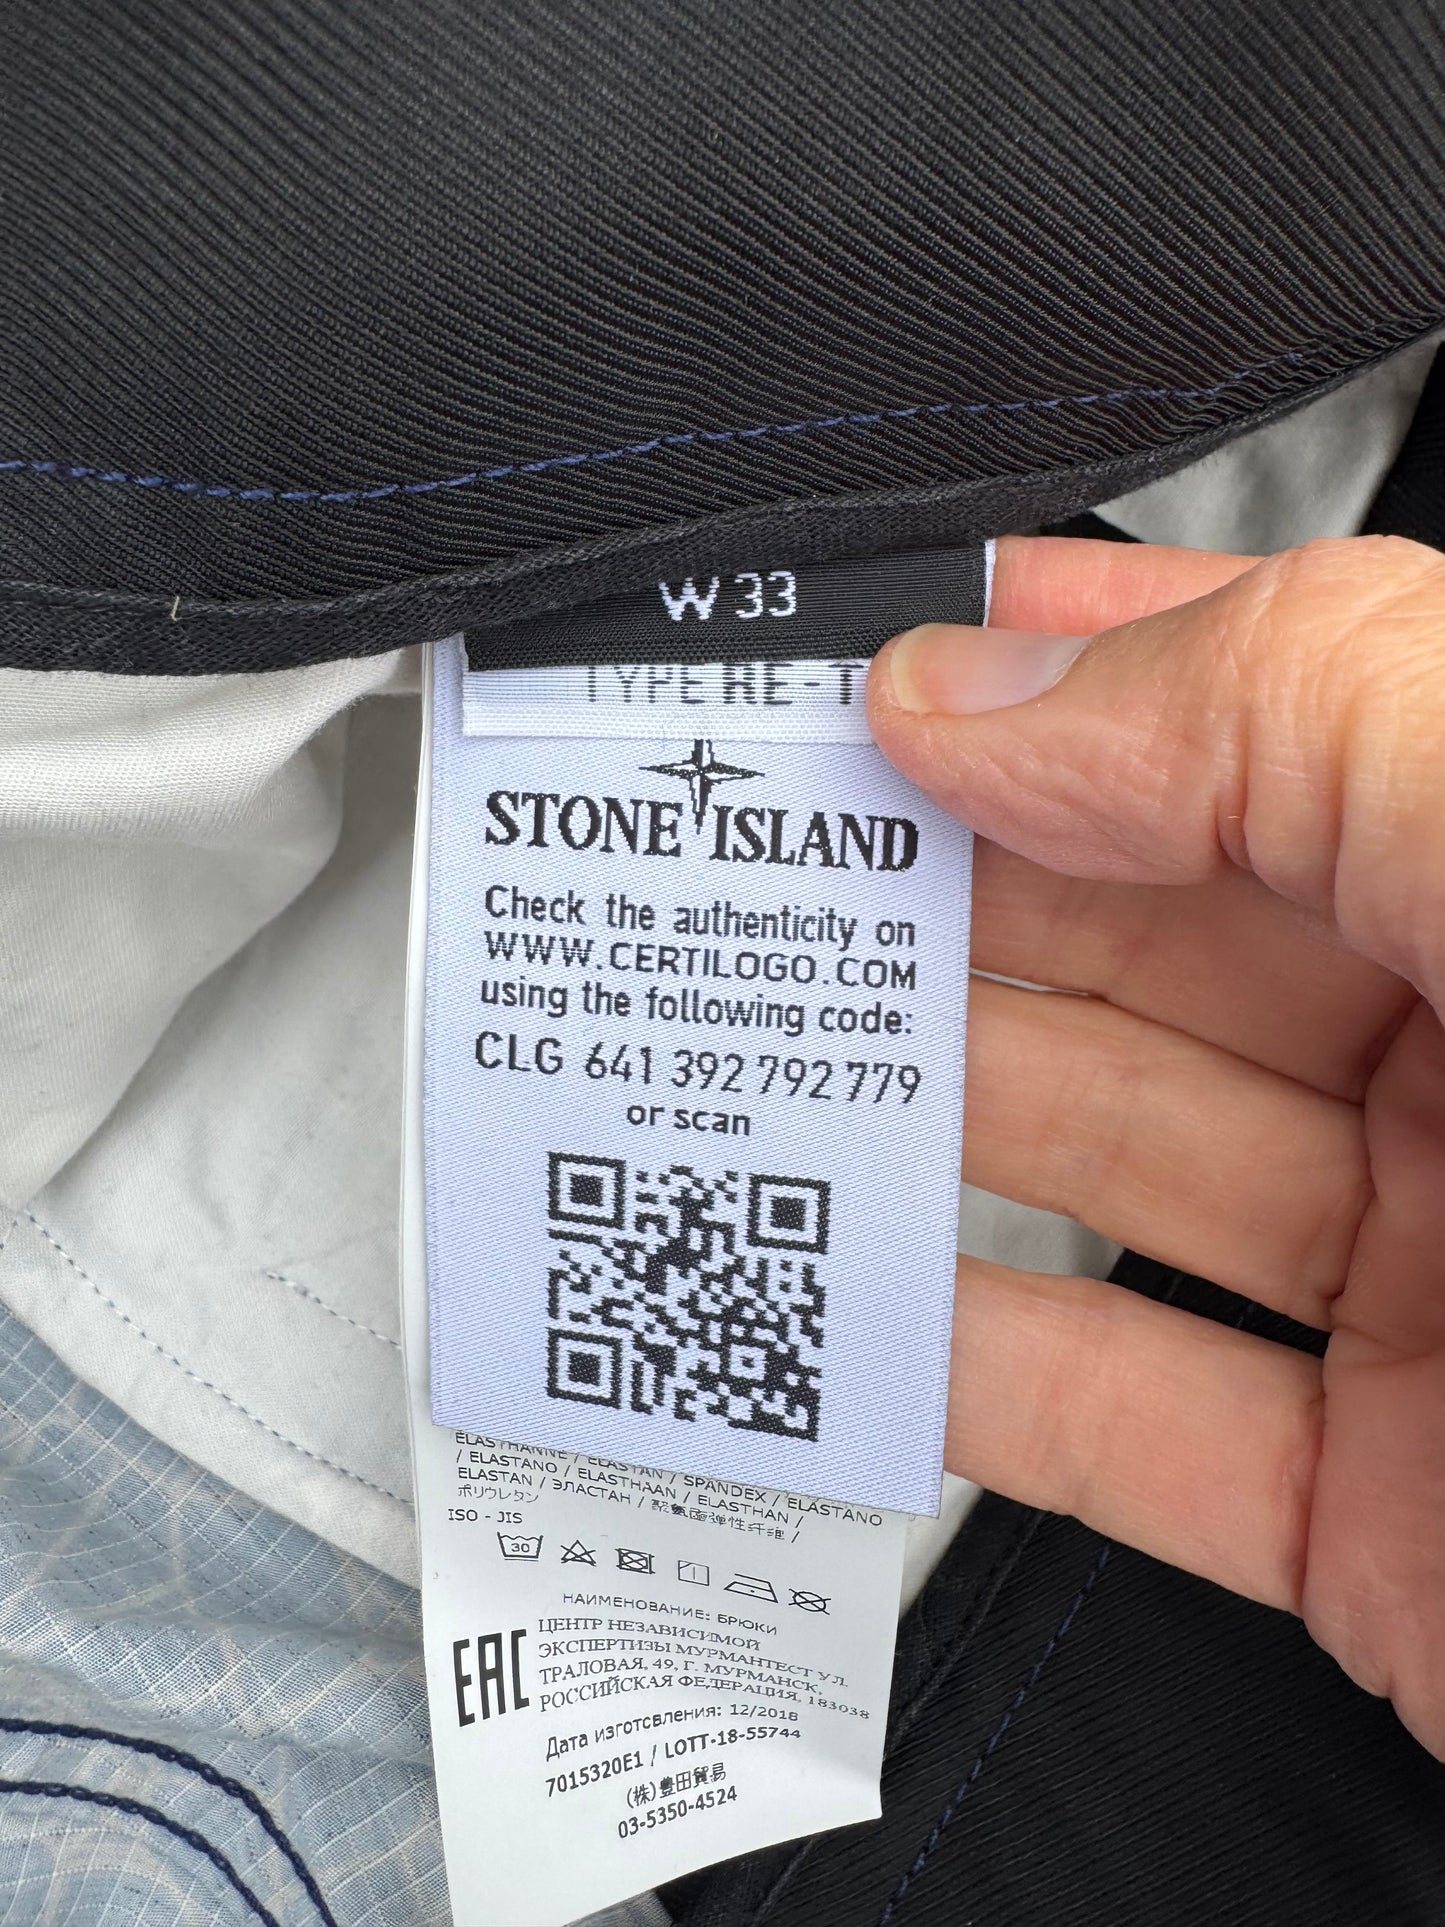 W 33
TYPE RE-T
STONE ISLAND
Check the authenticity on
WWW.CERTILOGO.COM
using the following code:
CLG 641 392 792 779
or scan
ELASTHANNE / ELASTAN / SPANDEX / ELASTANO
/ ELASTANO / ELASTHAAN / ELASTHAN /
ELASTAN / ЭЛАСТАН / 聚氨酯弹性纤维 /
ポリウレタン
ISO - JIS
30
НАИМЕНОВАНИЕ: БРЮКИ
EAC
ЦЕНТР НЕЗАВИСИМОЙ
ЭКСПЕРТИЗЫ МУРМАНТЕСТ УЛ.
ТРАЛОВАЯ, 49, Г. МУРМАНСК,
РОССИЙСКАЯ ФЕДЕРАЦИЯ, 183038
Дата изготовления: 12/2018
7015320E1 / LOTT-18-55744
(株)豊田貿易
03-5350-4524